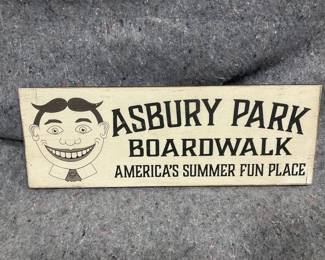 ASBURY PARK
BOARDWALK
AMERICA'S SUMMER FUN PLACE